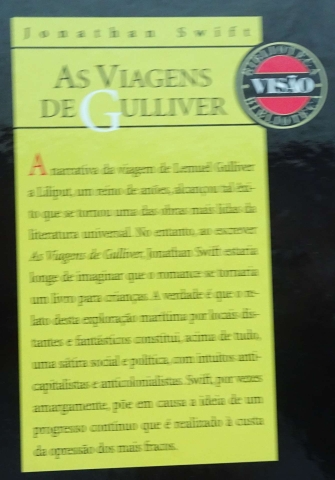 Jonathan Swift
AS VIAGENS
DE GULLIVER
BIBLIOTECA
VISÃO
BIBLIOTECA
A narrativa da viagem de Lemuel Gulliver
a Liliput, um reino de anões, alcançou tal êxi-
to que se tornou uma das obras mais lidas da
literatura universal. No entanto, ao escrever
As Viagens de Gulliver, Jonathan Swift estaria
longe de imaginar que o romance se tornaria
um livro para crianças. A verdade é que o re-
lato desta exploração marítima por locais dis-
tantes e fantásticos constitui, acima de tudo,
uma sátira social e política, com intuitos anti-
capitalistas e anticolonialistas. Swift, por vezes
amargamente, põe em causa a ideia de um
progresso contínuo que é realizado à custa
da opressão dos mais fracos.